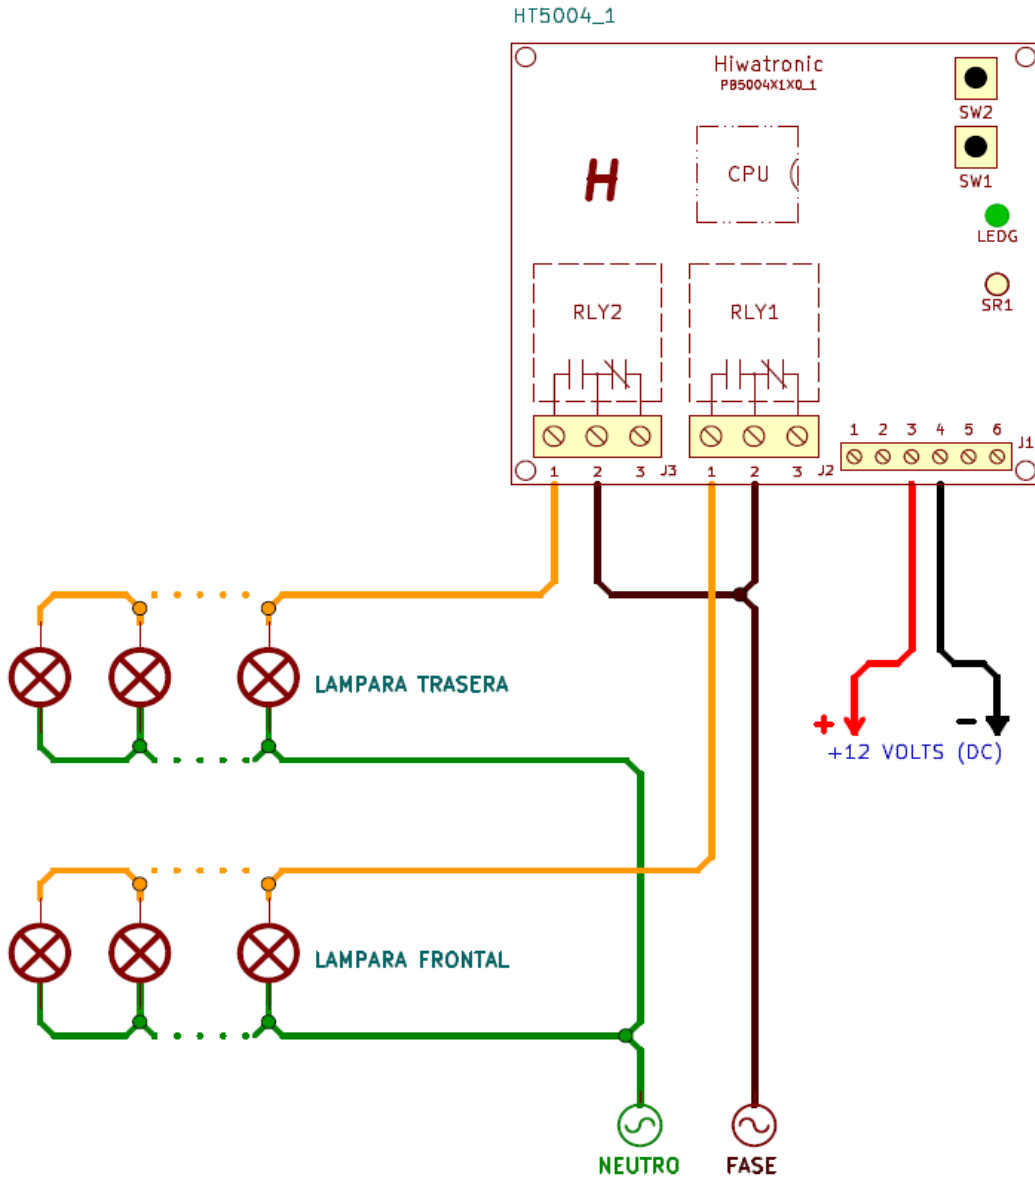 HT5004_1
Hiwatronic
PB5004X1X0_1
SW2
H
CPU
SW1
LEDG
SR1
RLY2
RLY1
1 2 3 4 5 6
J1
1 2 3 J3
1 2 3 J2
LAMPARA TRASERA
+ -
+12 VOLTS (DC)
LAMPARA FRONTAL
NEUTRO
FASE